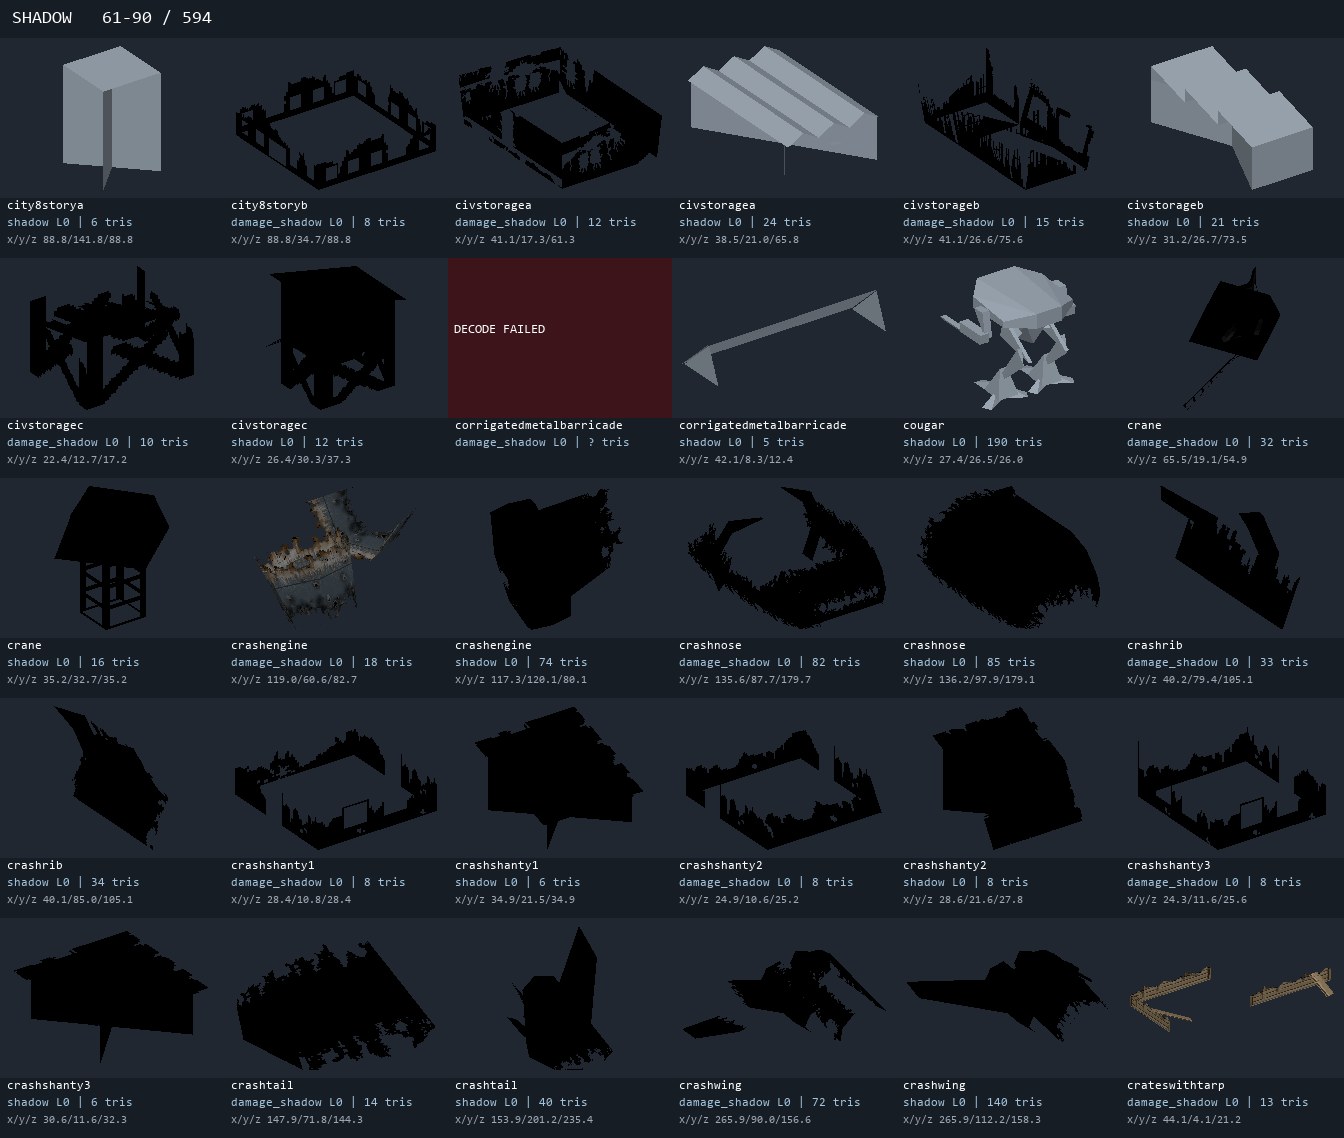 SHADOW 61-90 / 594
city8storya
shadow L0 | 6 tris
x/y/z 88.8/141.8/88.8
city8storyb
damage_shadow L0 | 8 tris
x/y/z 88.8/34.7/88.8
civstoragea
damage_shadow L0 | 12 tris
x/y/z 41.1/17.3/61.3
civstoragea
shadow L0 | 24 tris
x/y/z 38.5/21.0/65.8
civstorageb
damage_shadow L0 | 15 tris
x/y/z 41.1/26.6/75.6
civstorageb
shadow L0 | 21 tris
x/y/z 31.2/26.7/73.5
civstoragec
damage_shadow L0 | 10 tris
x/y/z 22.4/12.7/17.2
civstoragec
shadow L0 | 12 tris
x/y/z 26.4/30.3/37.3
DECODE FAILED
corrigatedmetalbarricade
damage_shadow L0 | ? tris
corrigatedmetalbarricade
shadow L0 | 5 tris
x/y/z 42.1/8.3/12.4
cougar
shadow L0 | 190 tris
x/y/z 27.4/26.5/26.0
crane
damage_shadow L0 | 32 tris
x/y/z 65.5/19.1/54.9
crane
shadow L0 | 16 tris
x/y/z 35.2/32.7/35.2
crashengine
damage_shadow L0 | 18 tris
x/y/z 119.0/60.6/82.7
crashengine
shadow L0 | 74 tris
x/y/z 117.3/120.1/80.1
crashnose
damage_shadow L0 | 82 tris
x/y/z 135.6/87.7/179.7
crashnose
shadow L0 | 85 tris
x/y/z 136.2/97.9/179.1
crashrib
damage_shadow L0 | 33 tris
x/y/z 40.2/79.4/105.1
crashrib
shadow L0 | 34 tris
x/y/z 40.1/85.0/105.1
crashshanty1
damage_shadow L0 | 8 tris
x/y/z 28.4/10.8/28.4
crashshanty1
shadow L0 | 6 tris
x/y/z 34.9/21.5/34.9
crashshanty2
damage_shadow L0 | 8 tris
x/y/z 24.9/10.6/25.2
crashshanty2
shadow L0 | 8 tris
x/y/z 28.6/21.6/27.8
crashshanty3
damage_shadow L0 | 8 tris
x/y/z 24.3/11.6/25.6
crashshanty3
shadow L0 | 6 tris
x/y/z 30.6/11.6/32.3
crashtail
damage_shadow L0 | 14 tris
x/y/z 147.9/71.8/144.3
crashtail
shadow L0 | 40 tris
x/y/z 153.9/201.2/235.4
crashwing
damage_shadow L0 | 72 tris
x/y/z 265.9/90.0/156.6
crashwing
shadow L0 | 140 tris
x/y/z 265.9/112.2/158.3
crateswithtarp
damage_shadow L0 | 13 tris
x/y/z 44.1/4.1/21.2